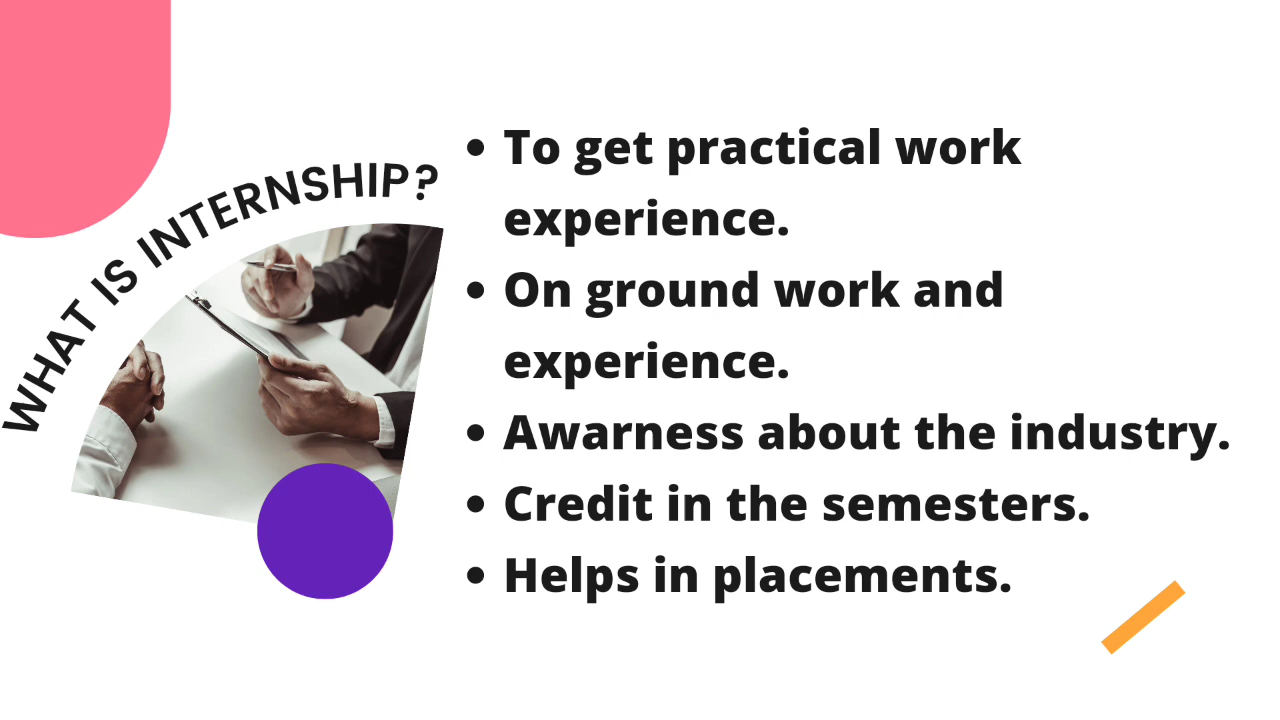 WHAT IS INTERNSHIP?
• To get practical work
experience.
• On ground work and
experience.
• Awarness about the industry.
• Credit in the semesters.
• Helps in placements.